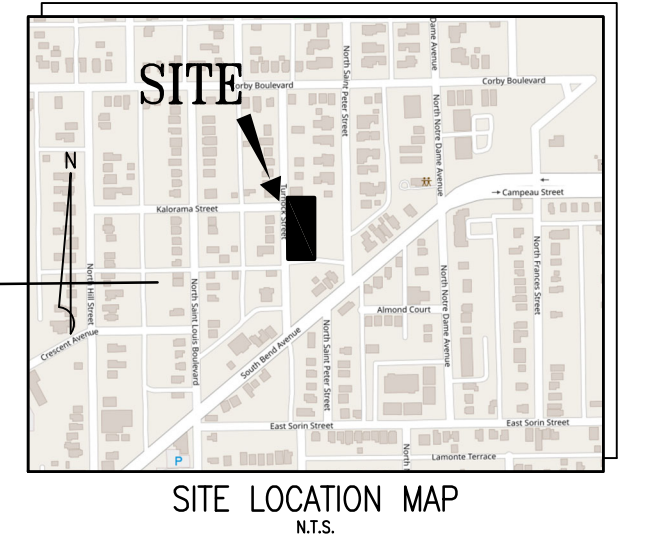 Dame Avenue
North Saint Peter Street
SITE
orby Boulevard
Corby Boulevard
North Notre Dame Avenue
N
Campeau Street
Turnock Street
Kalorama Street
North Hill Street
North Saint Louis Boulevard
North Notre Dame Avenue
North Frances Street
Almond Court
Crescent Avenue
South Bend Avenue
North Saint Peter Street
East Sorin Street
East Sorin Street
P
North
Lamonte Terrace
SITE LOCATION MAP
N.T.S.